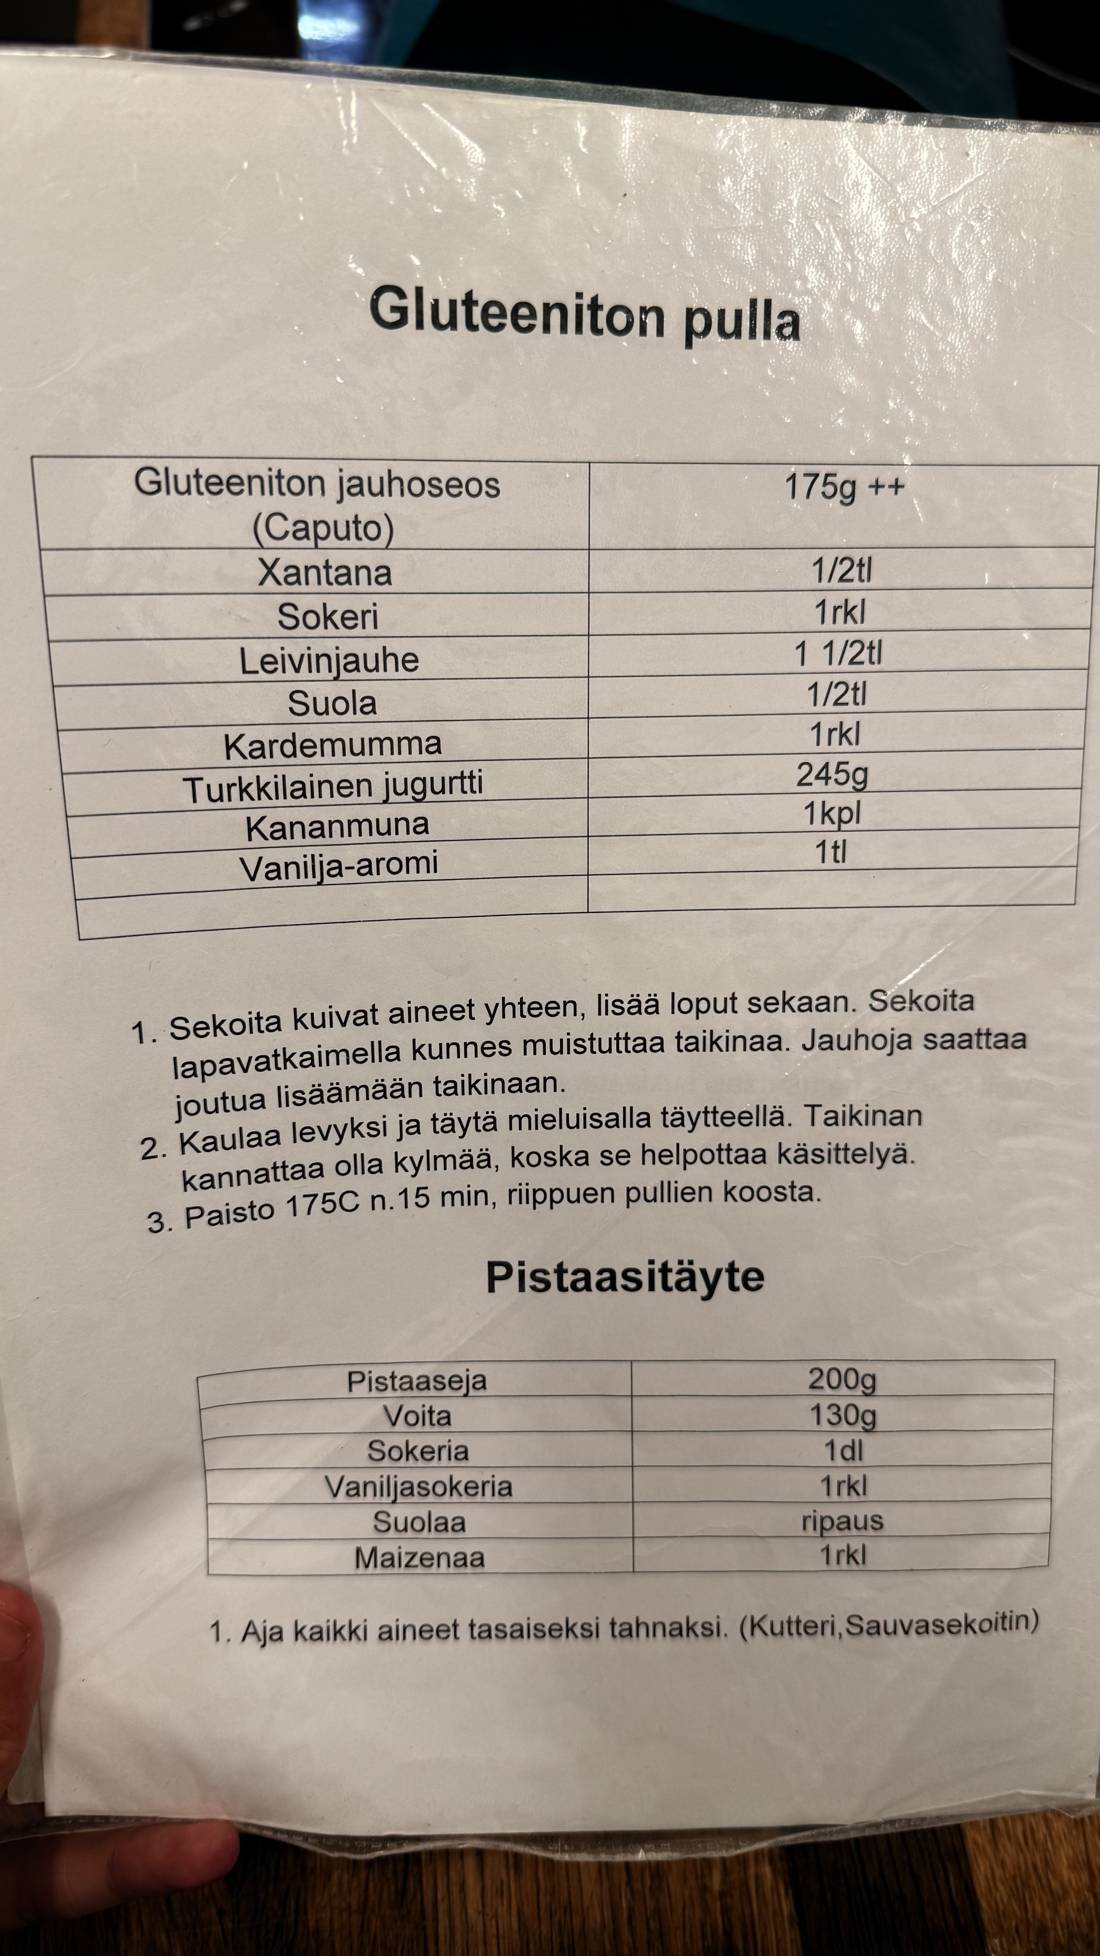 Gluteeniton pulla
Gluteeniton jauhoseos 175g ++
(Caputo)
Xantana 1/2tl
Sokeri 1rkl
Leivinjauhe 1 1/2tl
Suola 1/2tl
Kardemumma 1rkl
Turkkilainen jugurtti 245g
Kananmuna 1kpl
Vanilja-aromi 1tl
1. Sekoita kuivat aineet yhteen, lisää loput sekaan. Sekoita
lapavatkaimella kunnes muistuttaa taikinaa. Jauhoja saattaa
joutua lisäämään taikinaan.
2. Kaulaa levyksi ja täytä mieluisalla täytteellä. Taikinan
kannattaa olla kylmää, koska se helpottaa käsittelyä.
3. Paisto 175C n.15 min, riippuen pullien koosta.
Pistaasitäyte
Pistaaseja 200g
Voita 130g
Sokeria 1dl
Vaniljasokeria 1rkl
Suolaa ripaus
Maizenaa 1rkl
1. Aja kaikki aineet tasaiseksi tahnaksi. (Kutteri,Sauvasekoitin)